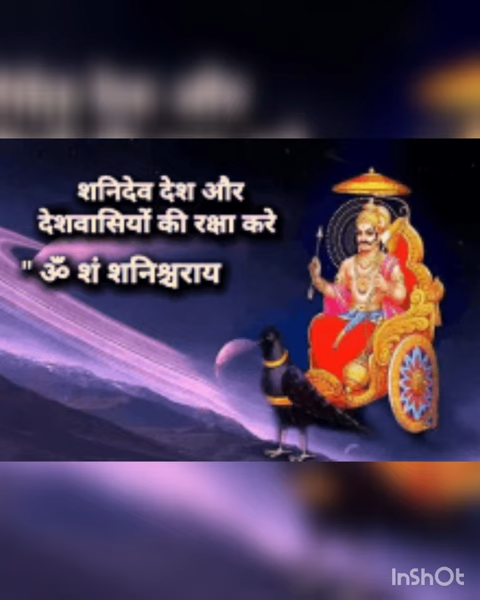 शनिदेव देश और
देशवासियों की रक्षा करे
" ॐ शं शनिश्चराय
InShOt